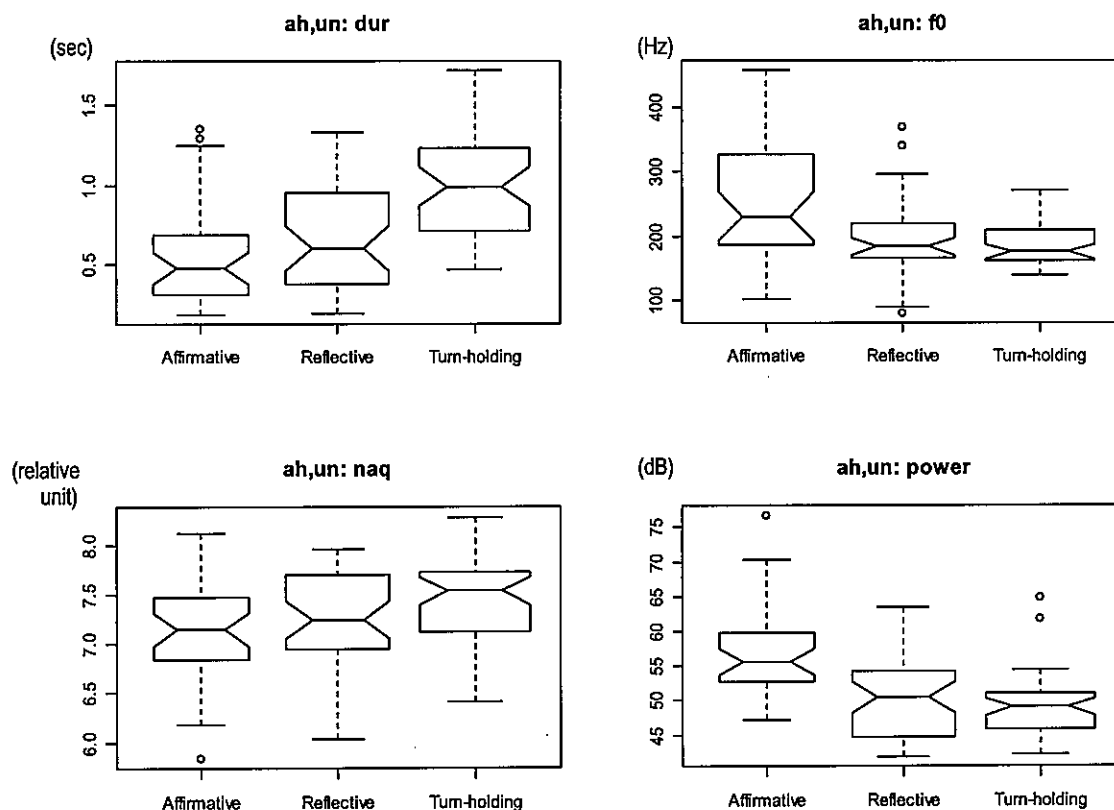 ah,un: dur
(sec)
1.5
1.0
0.5
Affirmative Reflective Turn-holding
ah,un: f0
(Hz)
400
300
200
100
Affirmative Reflective Turn-holding
ah,un: naq
(relative
unit)
8.0
7.5
7.0
6.5
6.0
Affirmative Reflective Turn-holding
ah,un: power
(dB)
75
70
65
60
55
50
45
Affirmative Reflective Turn-holding